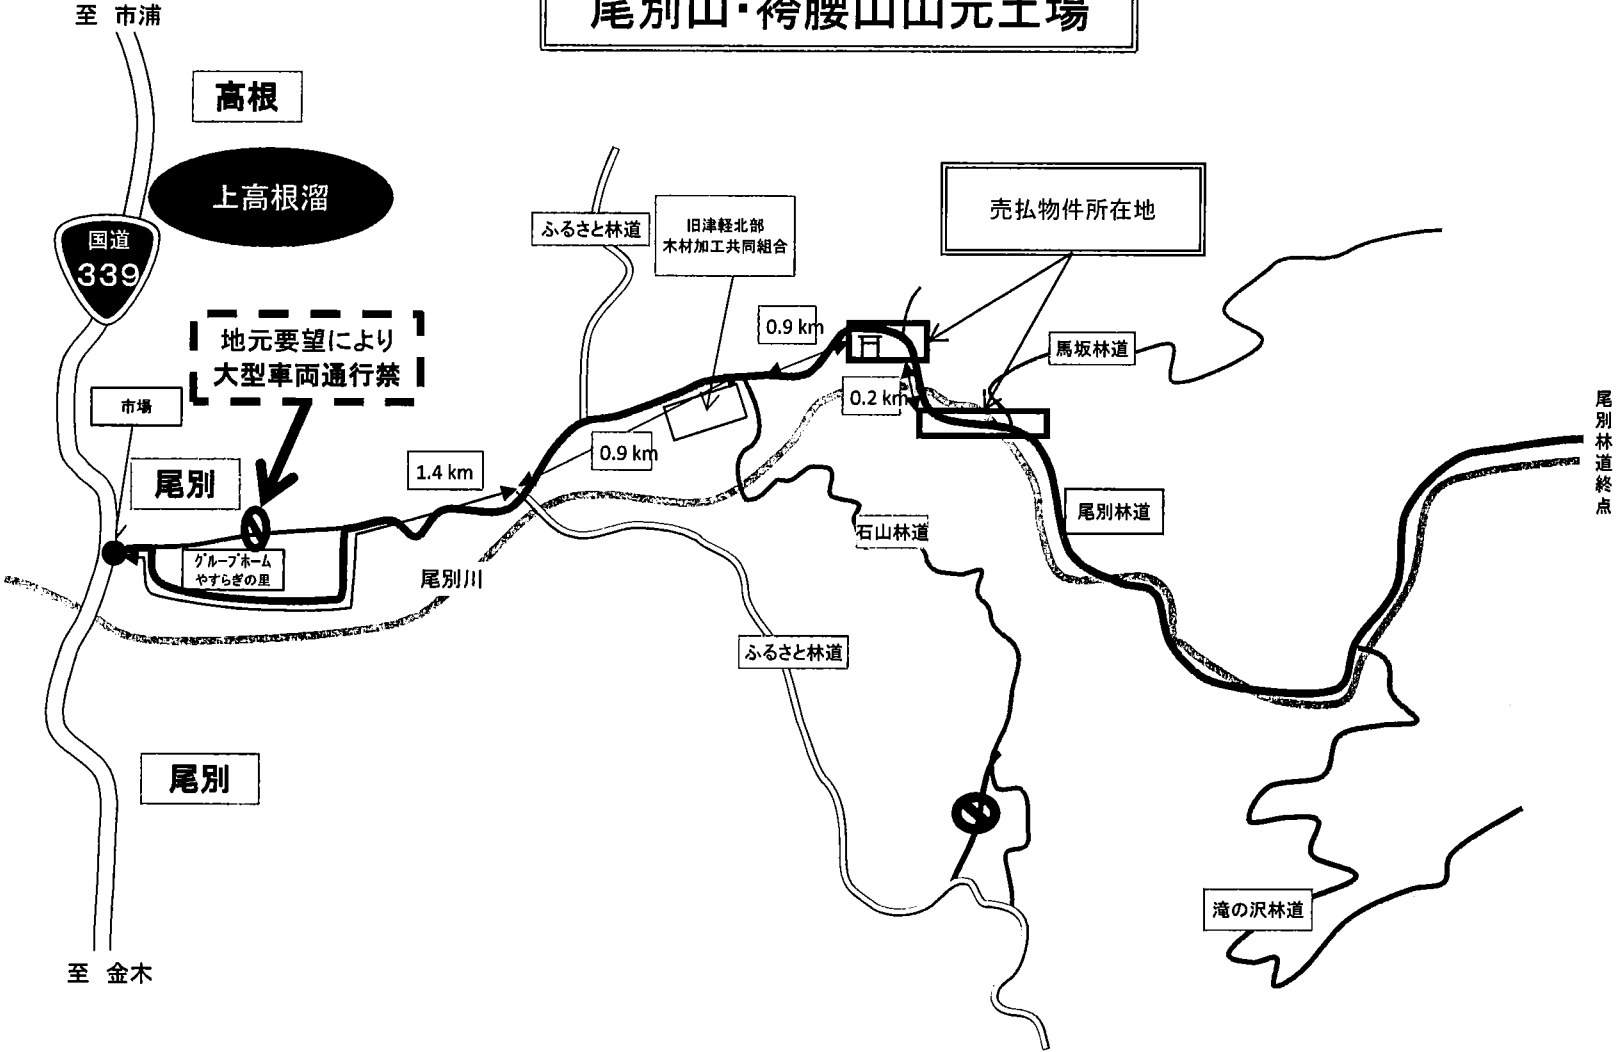 至 市浦
尾別山・袴腰山山元土場
高根
上高根溜
国道
339
ふるさと林道
旧津軽北部
木材加工共同組合
売払物件所在地
地元要望により
大型車両通行禁
0.9 km
馬坂林道
市場
0.2 km
尾別林道終点
尾別
1.4 km
0.9 km
尾別林道
石山林道
グループホーム
やすらぎの里
尾別川
ふるさと林道
尾別
滝の沢林道
至 金木